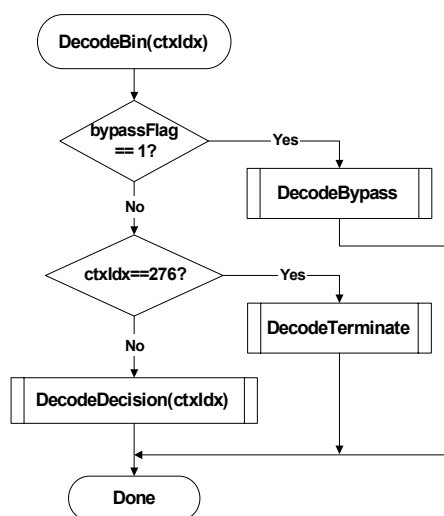 DecodeBin(ctxIdx)
bypassFlag
== 1?
Yes
DecodeBypass
No
ctxIdx==276?
Yes
DecodeTerminate
No
DecodeDecision(ctxIdx)
Done